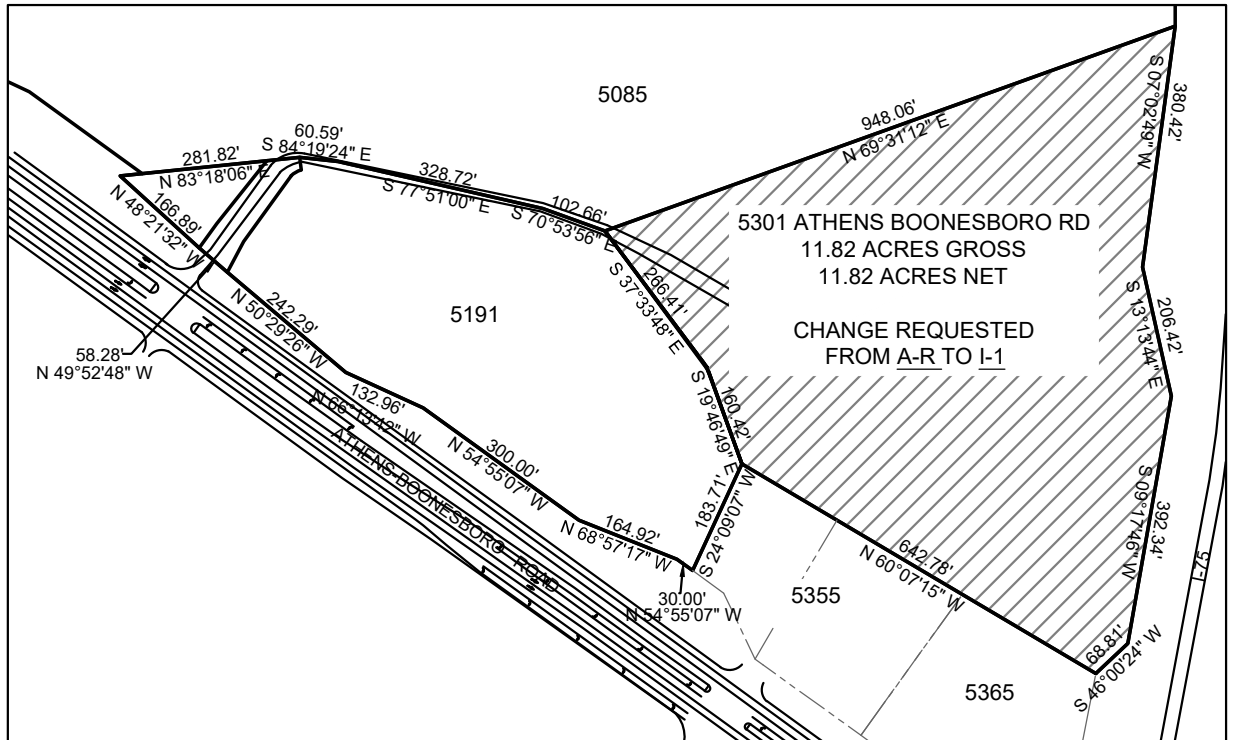 5085
948.06'
N 69°31'12" E
380.42'
S 07°02'49" W
60.59'
S 84°19'24" E
281.82'
N 83°18'06" E
328.72'
S 77°51'00" E
102.66'
S 70°53'56" E
166.89'
N 48°21'32" W
5301 ATHENS BOONESBORO RD
11.82 ACRES GROSS
11.82 ACRES NET
CHANGE REQUESTED
FROM A-R TO I-1
266.41'
S 37°33'48" E
206.42'
S 13°13'44" E
5191
242.29'
N 50°29'26" W
58.28'
N 49°52'48" W
132.96'
N 66°13'42" W
160.42'
S 19°46'49" E
ATHENS-BOONESBORO ROAD
300.00'
N 54°55'07" W
183.71'
S 24°09'07" W
164.92'
N 68°57'17" W
30.00'
N 54°55'07" W
642.78'
N 60°07'15" W
392.34'
S 09°17'46" W
I-75
5355
68.81'
S 46°00'24" W
5365